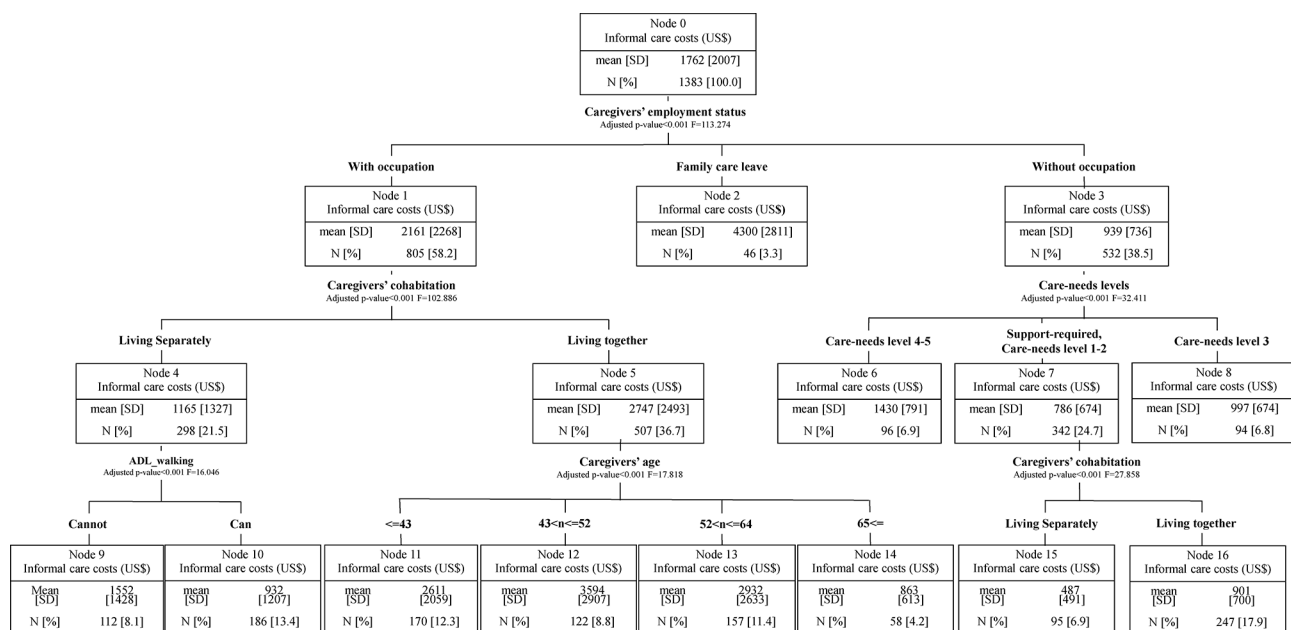 Node 0
Informal care costs (US$)
mean [SD] 1762 [2007]
N [%] 1383 [100.0]
Caregivers' employment status
Adjusted p-value<0.001 F=113.274
With occupation
Node 1
Informal care costs (US$)
mean [SD] 2161 [2268]
N [%] 805 [58.2]
Family care leave
Node 2
Informal care costs (US$)
mean [SD] 4300 [2811]
N [%] 46 [3.3]
Without occupation
Node 3
Informal care costs (US$)
mean [SD] 939 [736]
N [%] 532 [38.5]
Caregivers' cohabitation
Adjusted p-value<0.001 F=102.886
Care-needs levels
Adjusted p-value<0.001 F=32.411
Living Separately
Node 4
Informal care costs (US$)
mean [SD] 1165 [1327]
N [%] 298 [21.5]
Living together
Node 5
Informal care costs (US$)
mean [SD] 2747 [2493]
N [%] 507 [36.7]
Care-needs level 4-5
Node 6
Informal care costs (US$)
mean [SD] 1430 [791]
N [%] 96 [6.9]
Support-required,
Care-needs level 1-2
Node 7
Informal care costs (US$)
mean [SD] 786 [674]
N [%] 342 [24.7]
Care-needs level 3
Node 8
Informal care costs (US$)
mean [SD] 997 [674]
N [%] 94 [6.8]
ADL_walking
Adjusted p-value<0.001 F=16.046
Caregivers' age
Adjusted p-value<0.001 F=17.818
Caregivers' cohabitation
Adjusted p-value<0.001 F=27.858
Cannot
Node 9
Informal care costs (US$)
Mean 1552
[SD] [1428]
N [%] 112 [8.1]
Can
Node 10
Informal care costs (US$)
mean 932
[SD] [1207]
N [%] 186 [13.4]
<=43
Node 11
Informal care costs (US$)
mean 2611
[SD] [2059]
N [%] 170 [12.3]
43<n<=52
Node 12
Informal care costs (US$)
mean 3594
[SD] [2907]
N [%] 122 [8.8]
52<n<=64
Node 13
Informal care costs (US$)
mean 2932
[SD] [2633]
N [%] 157 [11.4]
65<=
Node 14
Informal care costs (US$)
mean 863
[SD] [613]
N [%] 58 [4.2]
Living Separately
Node 15
Informal care costs (US$)
mean 487
[SD] [491]
N [%] 95 [6.9]
Living together
Node 16
Informal care costs (US$)
mean 901
[SD] [700]
N [%] 247 [17.9]